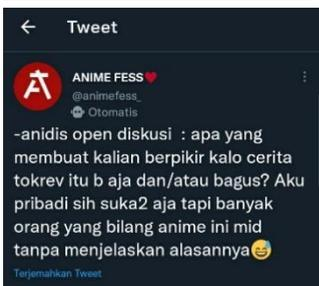 Tweet
ANIME FESS❤
@animefess_
Otomatis
-anidis open diskusi : apa yang
membuat kalian berpikir kalo cerita
tokrev itu b aja dan/atau bagus? Aku
pribadi sih suka2 aja tapi banyak
orang yang bilang anime ini mid
tanpa menjelaskan alasannya😅
Terjemahkan Tweet